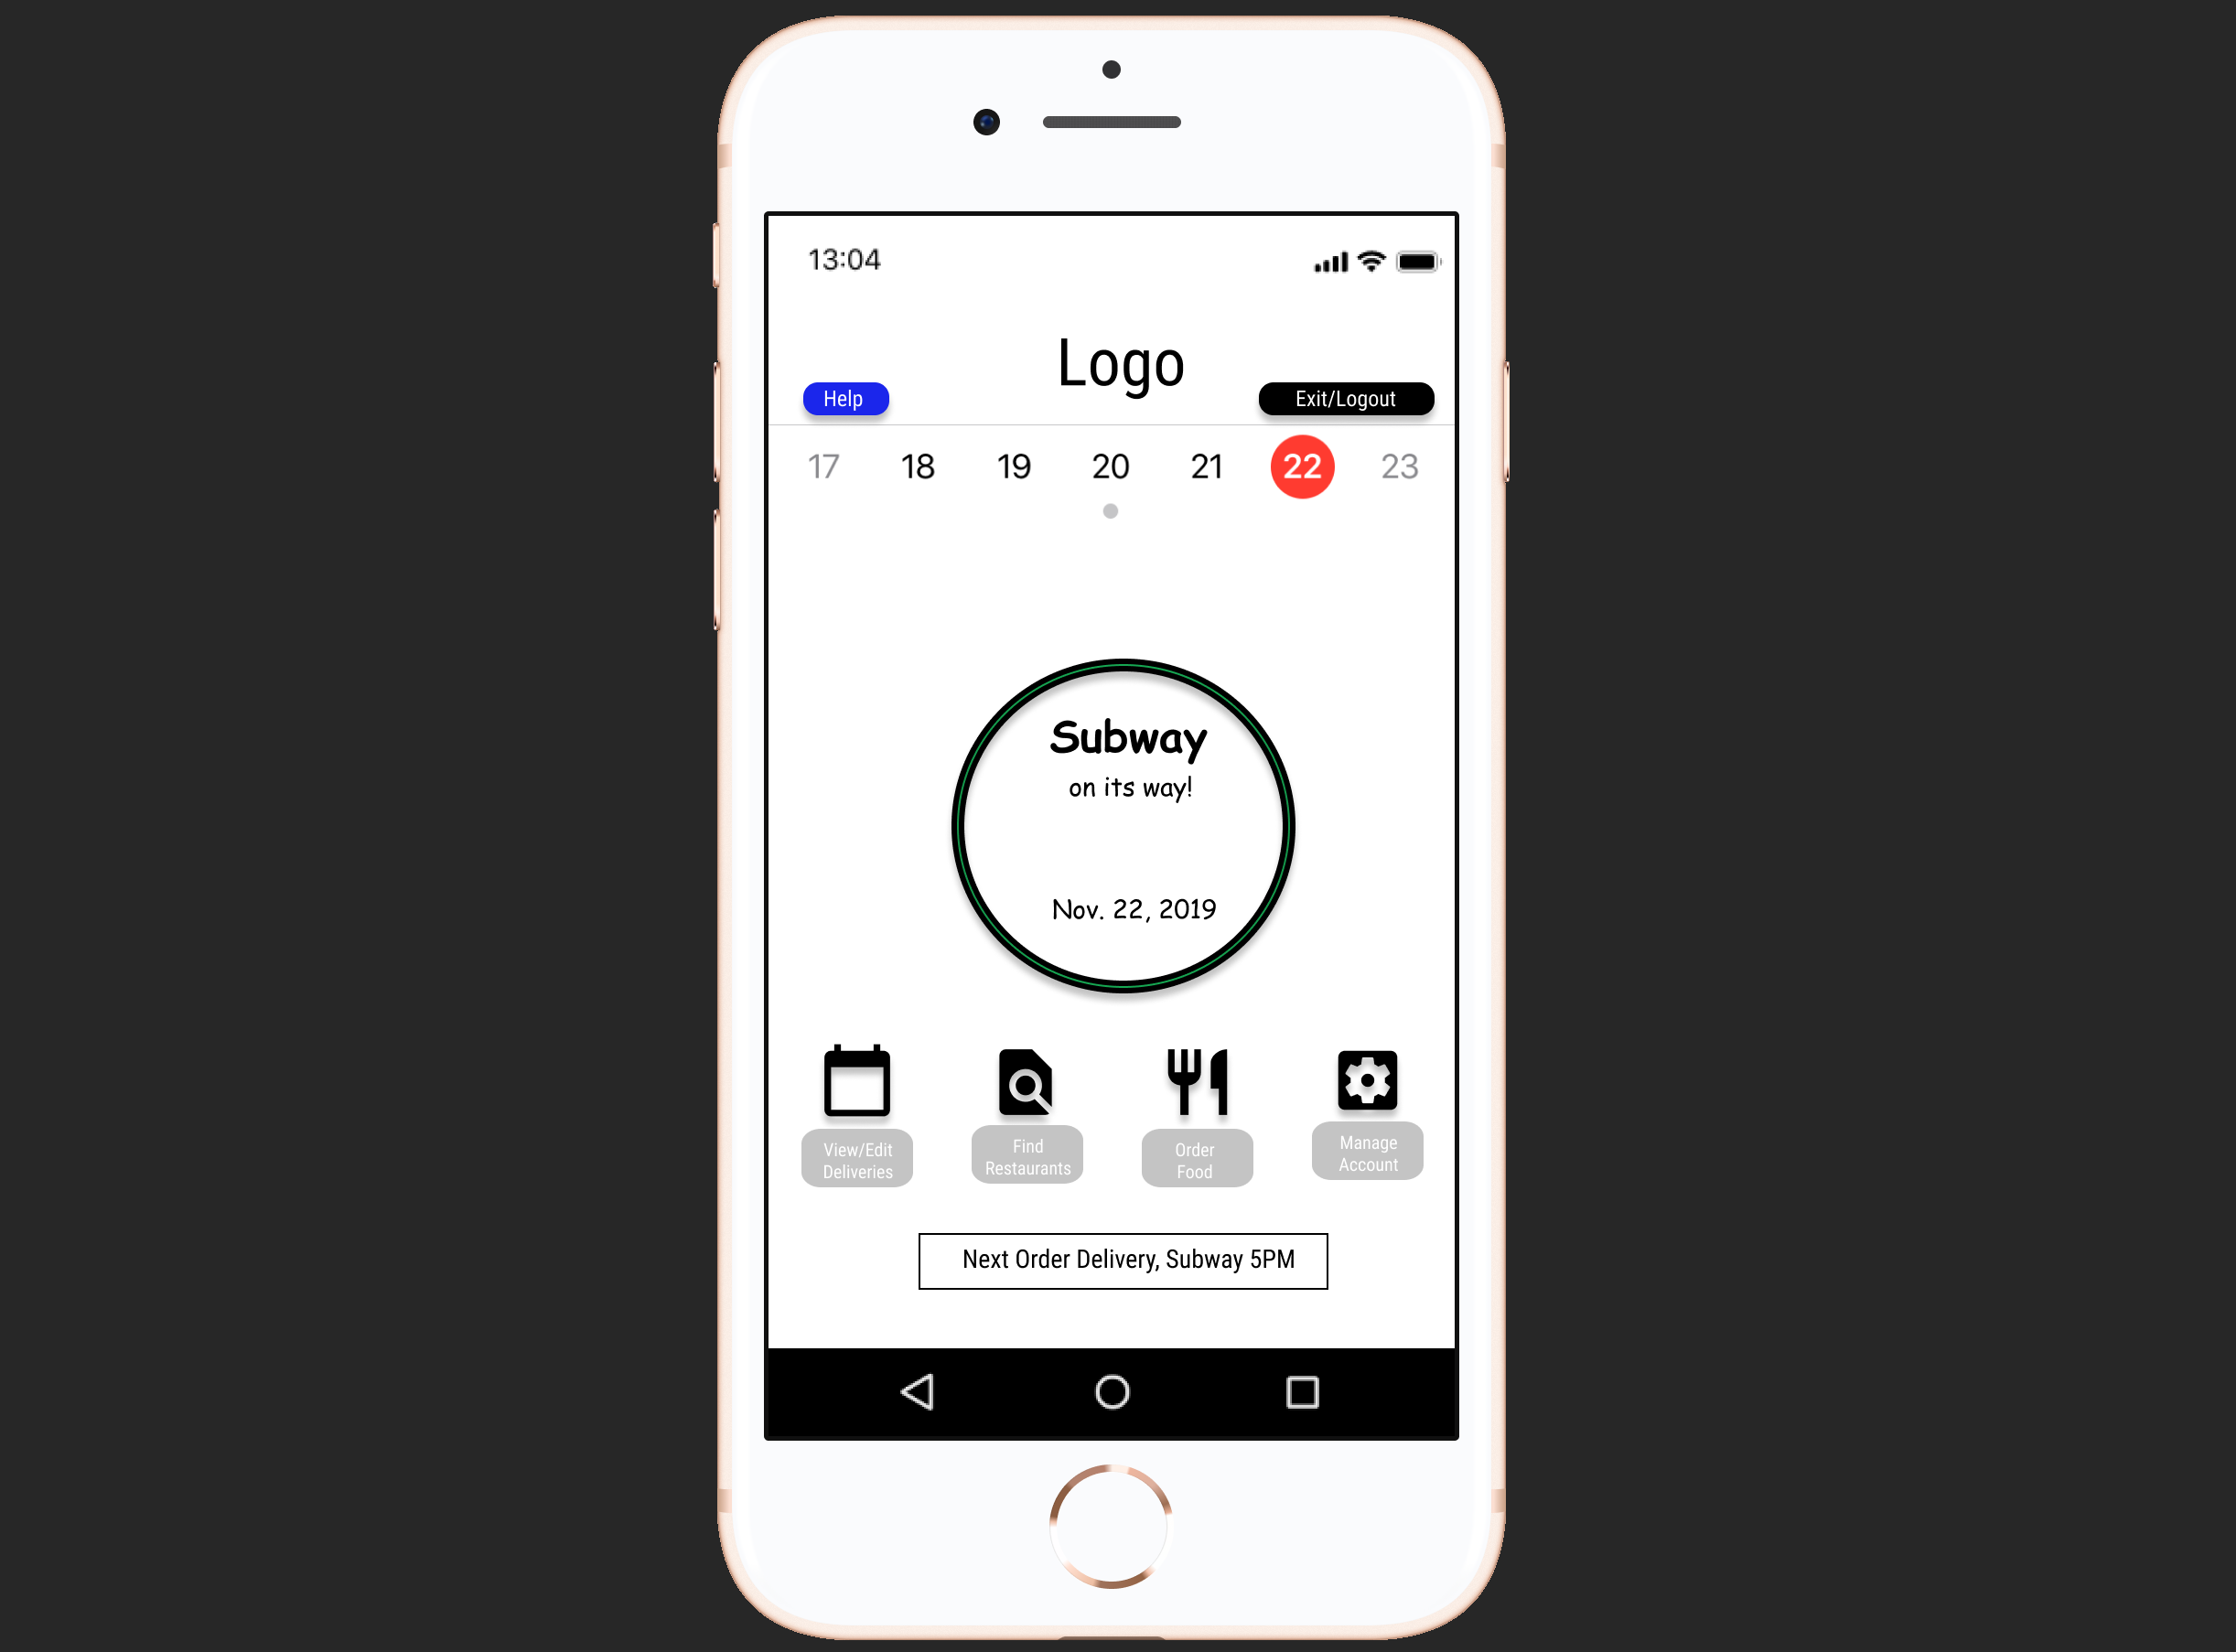 13:04
Logo
Help
Exit/Logout
17 18 19 20 21 22 23
Subway
on its way!
Nov. 22, 2019
View/Edit
Deliveries
Find
Restaurants
Order
Food
Manage
Account
Next Order Delivery, Subway 5PM